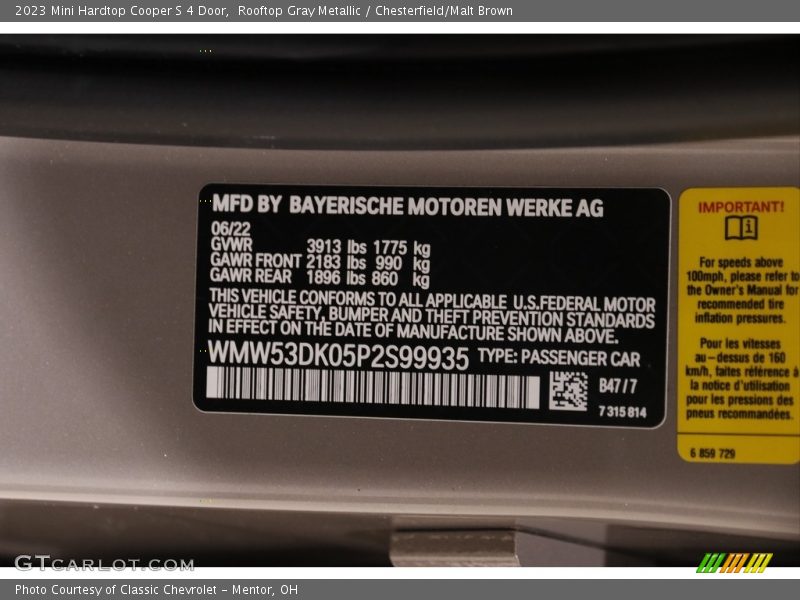 2023 Mini Hardtop Cooper S 4 Door,  Rooftop Gray Metallic / Chesterfield/Malt Brown
MFD BY BAYERISCHE MOTOREN WERKE AG
06/22
GVWR 3913 lbs 1775 kg
GAWR FRONT 2183 lbs 990 kg
GAWR REAR 1896 lbs 860 kg
THIS VEHICLE CONFORMS TO ALL APPLICABLE U.S.FEDERAL MOTOR
VEHICLE SAFETY, BUMPER AND THEFT PREVENTION STANDARDS
IN EFFECT ON THE DATE OF MANUFACTURE SHOWN ABOVE.
WMW53DK05P2S99935 TYPE: PASSENGER CAR
B47/7
7 315 814
IMPORTANT!
i
For speeds above
100mph, please refer to
the Owner's Manual for
recommended tire
inflation pressures.
Pour les vitesses
au-dessus de 160
km/h, faites référence à
la notice d'utilisation
pour les pressions des
pneus recommandées.
6 859 729
GTCARLOT.COM
Photo Courtesy of Classic Chevrolet - Mentor, OH